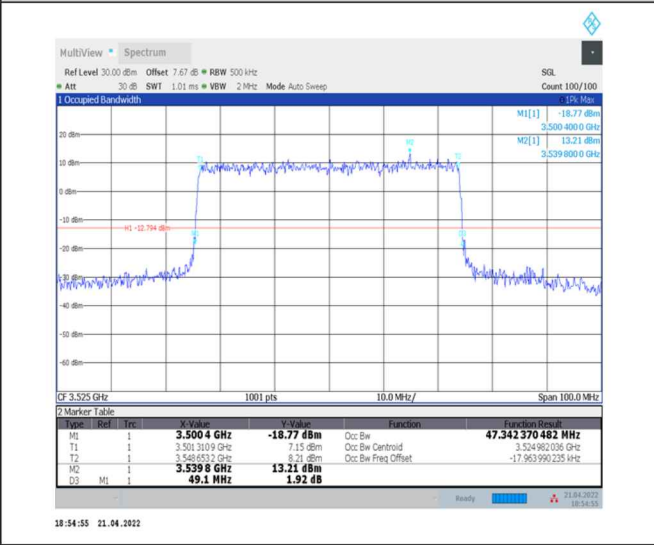 MultiView Spectrum
Ref Level 30.00 dBm Offset 7.67 dB RBW 500 kHz SGL
Att 30 dB SWT 1.01 ms VBW 2 MHz Mode Auto Sweep Count 100/100
1 Occupied Bandwidth 1Pk Max
M1[1] -18.77 dBm
3.500 400 0 GHz
M2[1] 13.21 dBm
3.539 800 0 GHz
20 dBm
M2
T1 T2
10 dBm
0 dBm
-10 dBm
H1 -12.794 dBm
M1 D3
-20 dBm
-30 dBm
-40 dBm
-50 dBm
-60 dBm
CF 3.525 GHz 1001 pts 10.0 MHz/ Span 100.0 MHz
2 Marker Table
Type Ref Trc X-Value Y-Value Function Function Result
M1 1 3.500 4 GHz -18.77 dBm Occ Bw 47.342 370 482 MHz
T1 1 3.501 310 9 GHz 7.15 dBm Occ Bw Centroid 3.524 982 036 GHz
T2 1 3.548 653 2 GHz 8.21 dBm Occ Bw Freq Offset -17.963 990 235 kHz
M2 1 3.539 8 GHz 13.21 dBm
D3 M1 1 49.1 MHz 1.92 dB
Ready 21.04.2022
18:54:55
18:54:55 21.04.2022